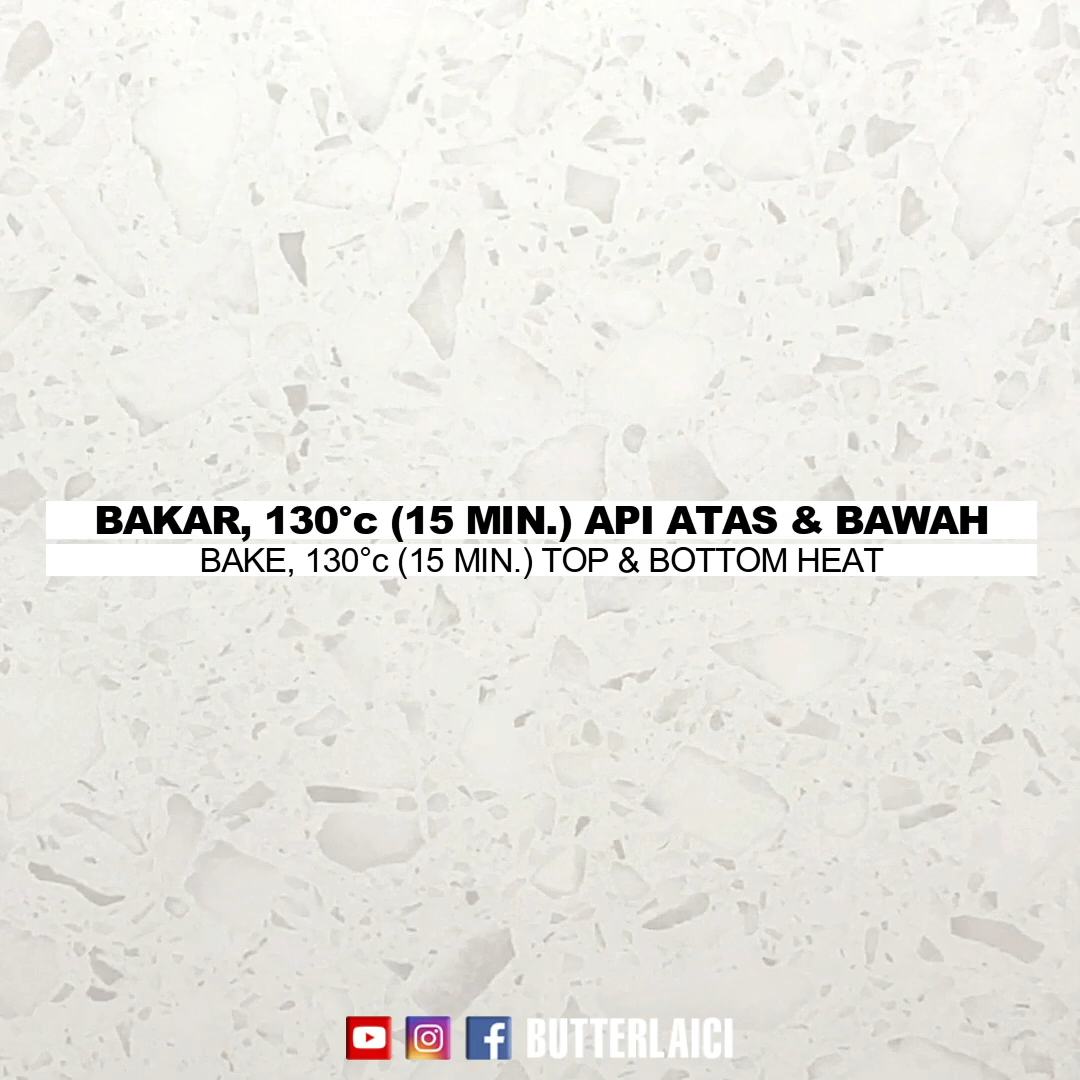 BAKAR, 130°c (15 MIN.) API ATAS & BAWAH
BAKE, 130°c (15 MIN.) TOP & BOTTOM HEAT
BUTTERLAICI